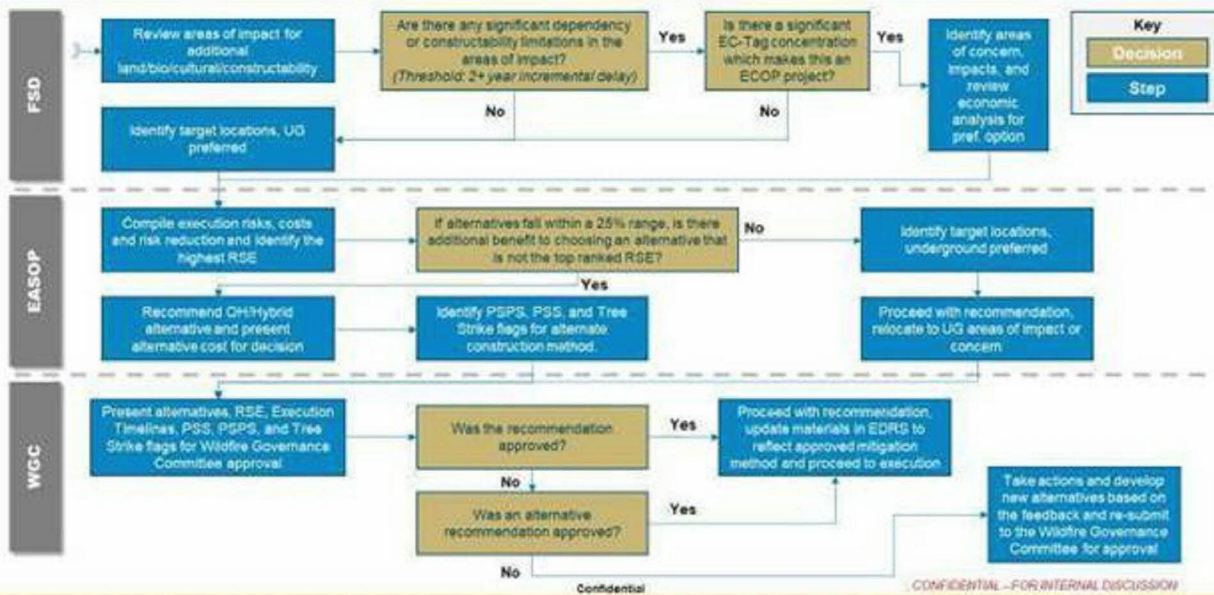 FSD
Review areas of impact for
additional
land/bio/cultural/constructability
Are there any significant dependency
or constructability limitations in the
areas of impact?
(Threshold: 2+ year incremental delay)
Yes
Is there a significant
EC-Tag concentration
which makes this an
ECOP project?
Yes
Identify areas
of concern,
impacts, and
review
economic
analysis for
pref. option
Key
Decision
Step
No
No
Identify target locations, UG
preferred
EASOP
Compile execution risks, costs
and risk reduction and Identify the
highest RSE
If alternatives fall within a 25% range, is there
additional benefit to choosing an alternative that
is not the top ranked RSE?
No
Identify target locations,
underground preferred
Yes
Recommend OH/Hybrid
alternative and present
alternative cost for decision
Identify PSPS, PSS, and Tree
Strike flags for alternate
construction method.
Proceed with recommendation,
relocate to UG areas of impact or
concern
WGC
Present alternatives, RSE, Execution
Timelines, PSS, PSPS, and Tree
Strike flags for Wildfire Governance
Committee approval
Was the recommendation
approved?
Yes
Proceed with recommendation,
update materials in EDRS to
reflect approved mitigation
method and proceed to execution
No
Was an alternative
recommendation approved?
Yes
Take actions and develop
new alternatives based on
the feedback and re-submit
to the Wildfire Governance
Committee for approval
No
Confidential
CONFIDENTIAL – FOR INTERNAL DISCUSSION